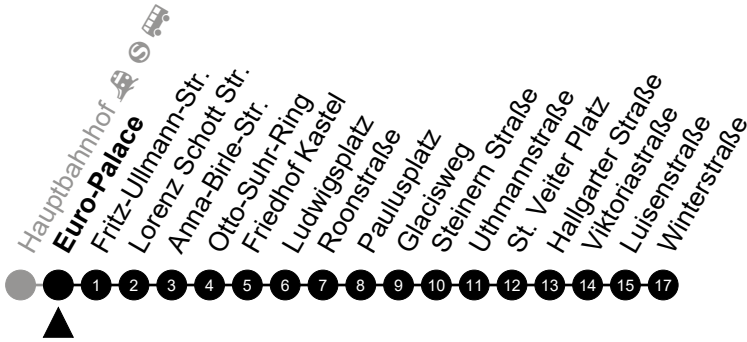 Hauptbahnhof S
Euro-Palace
Fritz-Ullmann-Str.
Lorenz Schott Str.
Anna-Birle-Str.
Otto-Suhr-Ring
Friedhof Kastel
Ludwigsplatz
Roonstraße
Paulusplatz
Glacisweg
Steinern Straße
Uthmannstraße
St. Veiter Platz
Hallgarter Straße
Viktoriastraße
Luisenstraße
Winterstraße
1 2 3 4 5 6 7 8 9 10 11 12 13 14 15 17